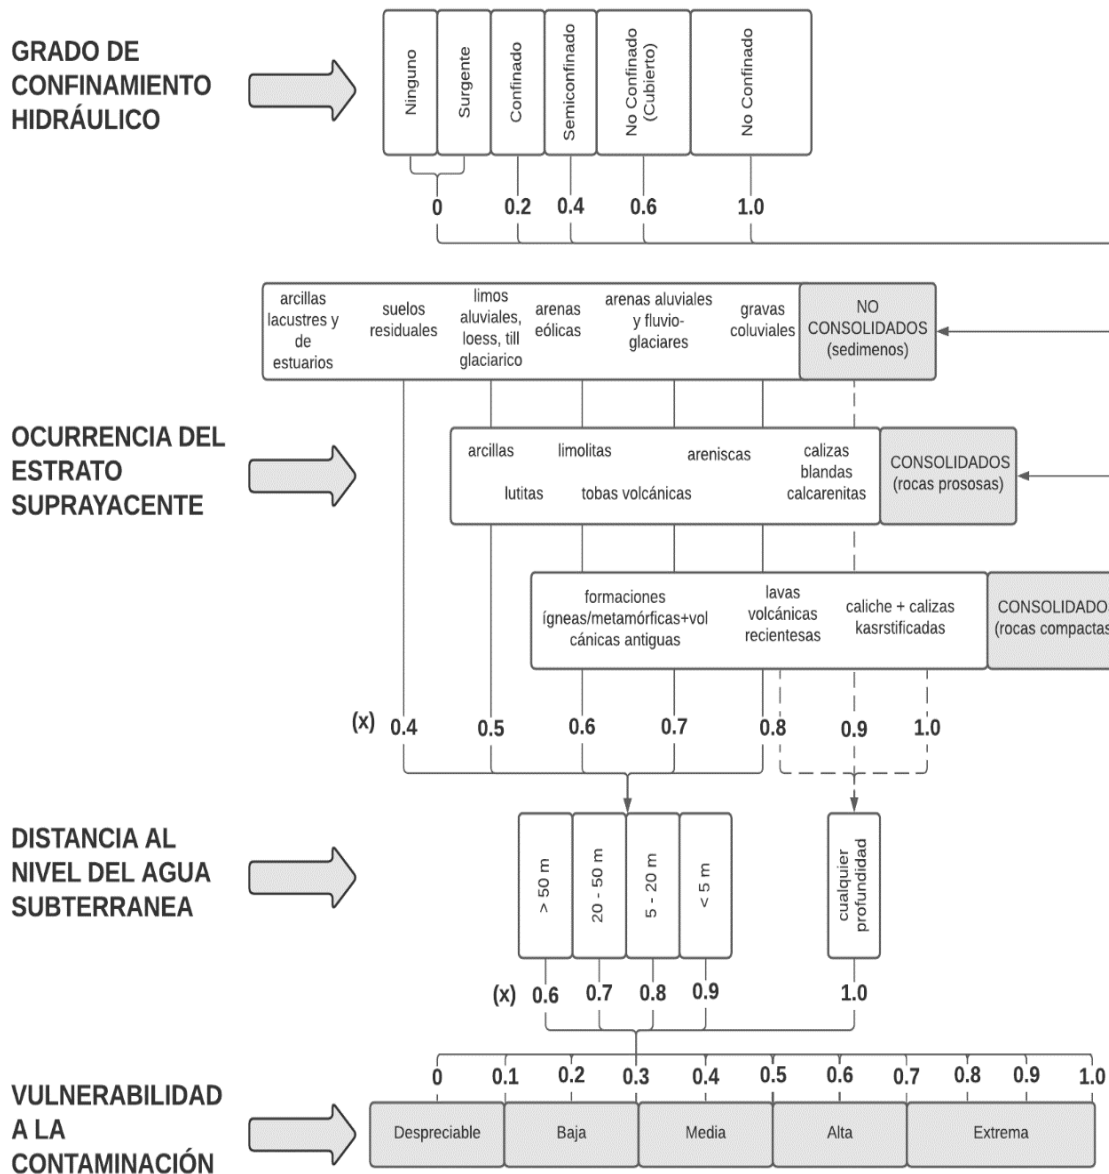 GRADO DE
CONFINAMIENTO
HIDRÁULICO
Ninguno
Surgente
Confinado
Semiconfinado
No Confinado
(Cubierto)
No Confinado
0
0.2
0.4
0.6
1.0
OCURRENCIA DEL
ESTRATO
SUPRAYACENTE
arcillas
lacustres y
de
estuarios
suelos
residuales
limos
aluviales,
loess, till
glaciarico
arenas
eólicas
arenas aluviales
y fluvio-
glaciares
gravas
coluviales
NO
CONSOLIDADOS
(sedimenos)
arcillas
lutitas
limolitas
tobas volcánicas
areniscas
calizas
blandas
calcarenitas
CONSOLIDADOS
(rocas prososas)
formaciones
ígneas/metamórficas+vol
cánicas antiguas
lavas
volcánicas
recientesas
caliche + calizas
kasrstificadas
CONSOLIDADO
(rocas compactas
(x)
0.4
0.5
0.6
0.7
0.8
0.9
1.0
DISTANCIA AL
NIVEL DEL AGUA
SUBTERRANEA
> 50 m
20 - 50 m
5 - 20 m
< 5 m
cualquier
profundidad
(x)
0.6
0.7
0.8
0.9
1.0
VULNERABILIDAD
A LA
CONTAMINACIÓN
0
0.1
0.2
0.3
0.4
0.5
0.6
0.7
0.8
0.9
1.0
Despreciable
Baja
Media
Alta
Extrema